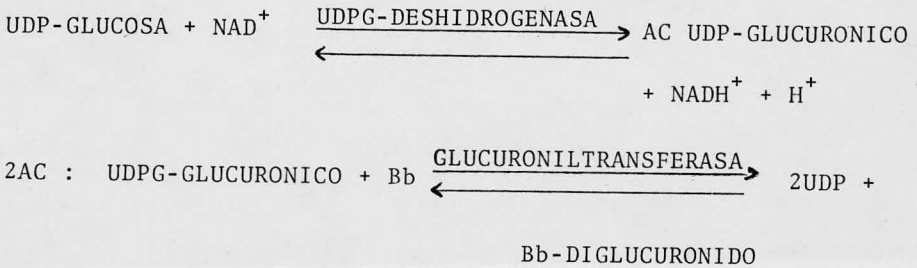 UDP-GLUCOSA + NAD+ UDPG-DESHIDROGENASA AC UDP-GLUCURONICO
+ NADH+ + H+
2AC : UDPG-GLUCURONICO + Bb GLUCURONILTRANSFERASA 2UDP +
Bb-DIGLUCURONIDO